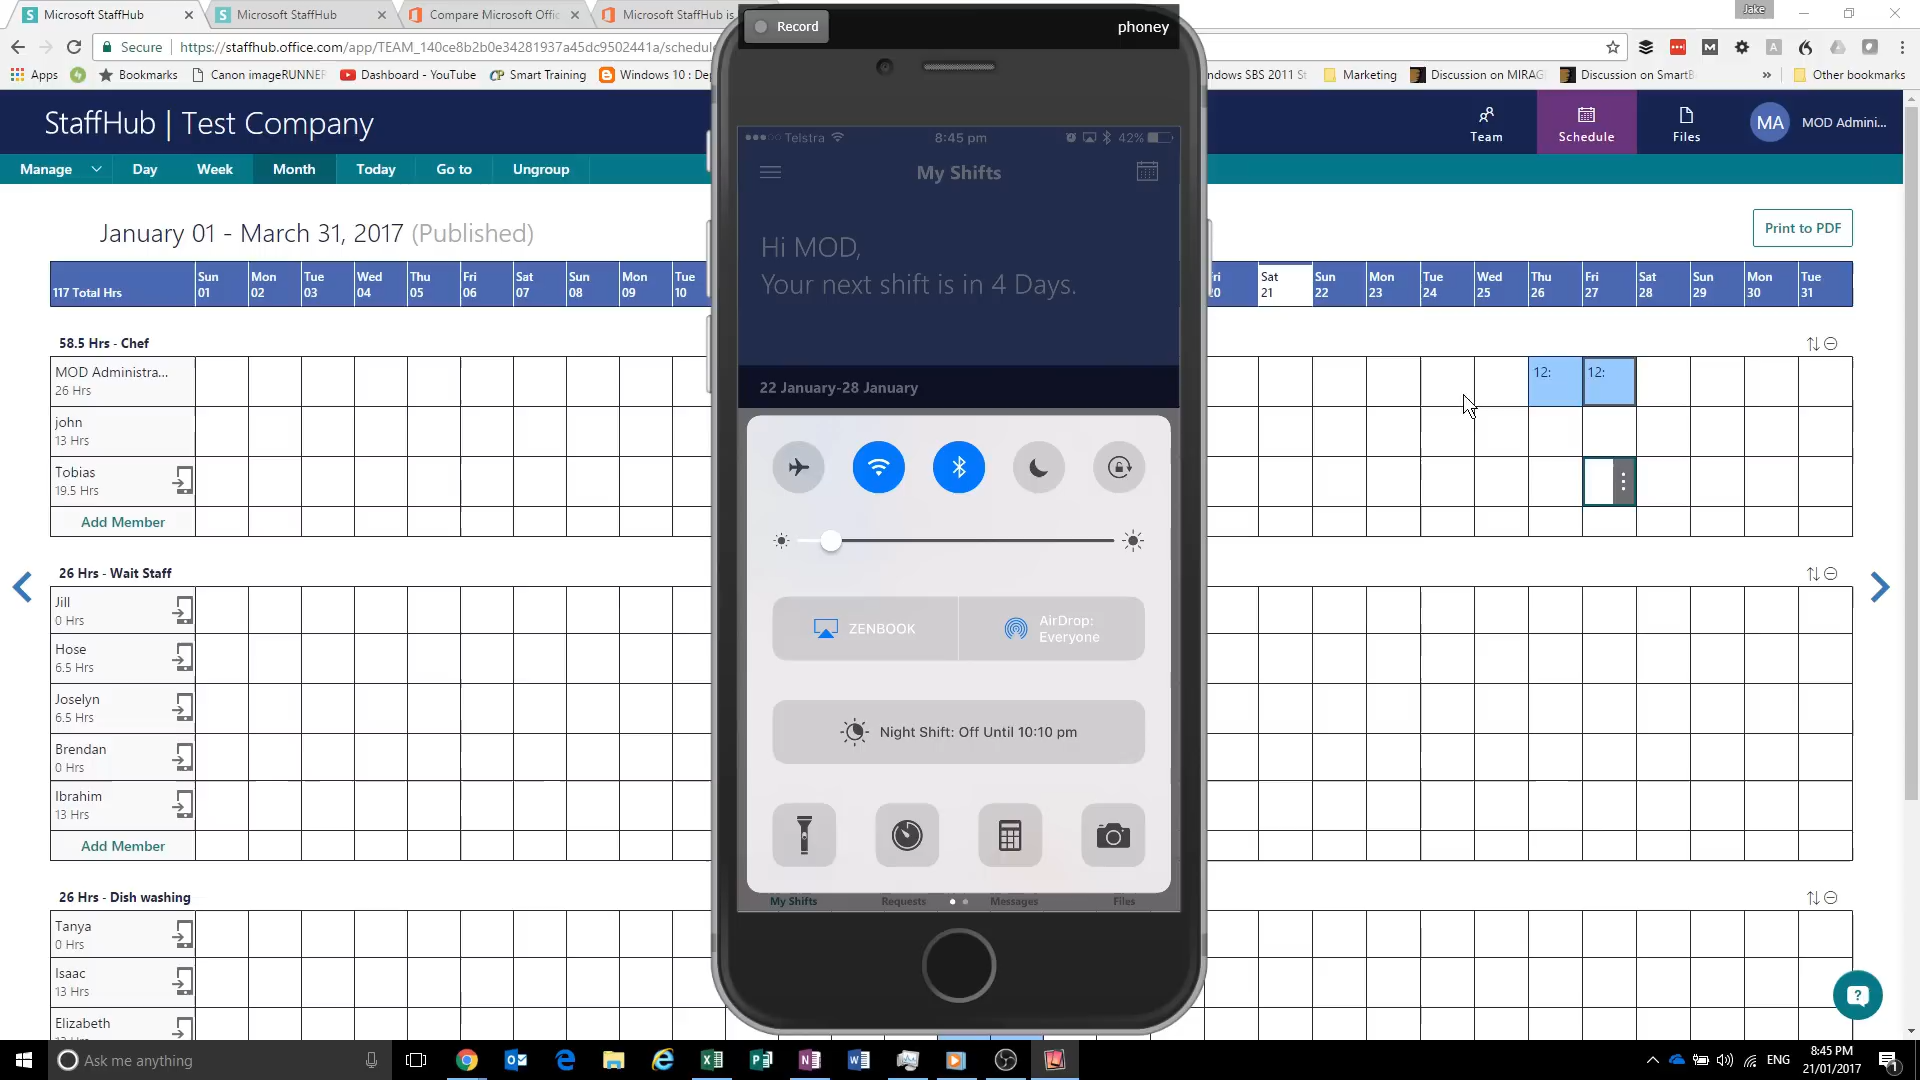 Microsoft StaffHub
Microsoft StaffHub
Compare Microsoft Offic
Microsoft StaffHub is
Jake
Secure
https://staffhub.office.com/app/TEAM_140ce8b2b0e34281937a45dc9502441a/schedul
Apps
Bookmarks
Canon imageRUNNER
Dashboard - YouTube
Smart Training
Windows 10 : Dep
ndows SBS 2011 St
Marketing
Discussion on MIRAG
Discussion on SmartB
»
Other bookmarks
StaffHub | Test Company
Team
Schedule
Files
MA
MOD Admini...
Manage
Day
Week
Month
Today
Go to
Ungroup
January 01 - March 31, 2017 (Published)
Print to PDF
117 Total Hrs
Sun 01
Mon 02
Tue 03
Wed 04
Thu 05
Fri 06
Sat 07
Sun 08
Mon 09
Tue 10
ri 20
Sat 21
Sun 22
Mon 23
Tue 24
Wed 25
Thu 26
Fri 27
Sat 28
Sun 29
Mon 30
Tue 31
58.5 Hrs - Chef
MOD Administra...
26 Hrs
12:
12:
john
13 Hrs
Tobias
19.5 Hrs
Add Member
26 Hrs - Wait Staff
Jill
0 Hrs
Hose
6.5 Hrs
Joselyn
6.5 Hrs
Brendan
0 Hrs
Ibrahim
13 Hrs
Add Member
26 Hrs - Dish washing
Tanya
0 Hrs
Isaac
13 Hrs
Elizabeth
Record
phoney
Telstra
8:45 pm
42%
My Shifts
Hi MOD,
Your next shift is in 4 Days.
22 January-28 January
ZENBOOK
AirDrop:
Everyone
Night Shift: Off Until 10:10 pm
My Shifts
Requests
Messages
Files
Ask me anything
ENG
8:45 PM
21/01/2017
1